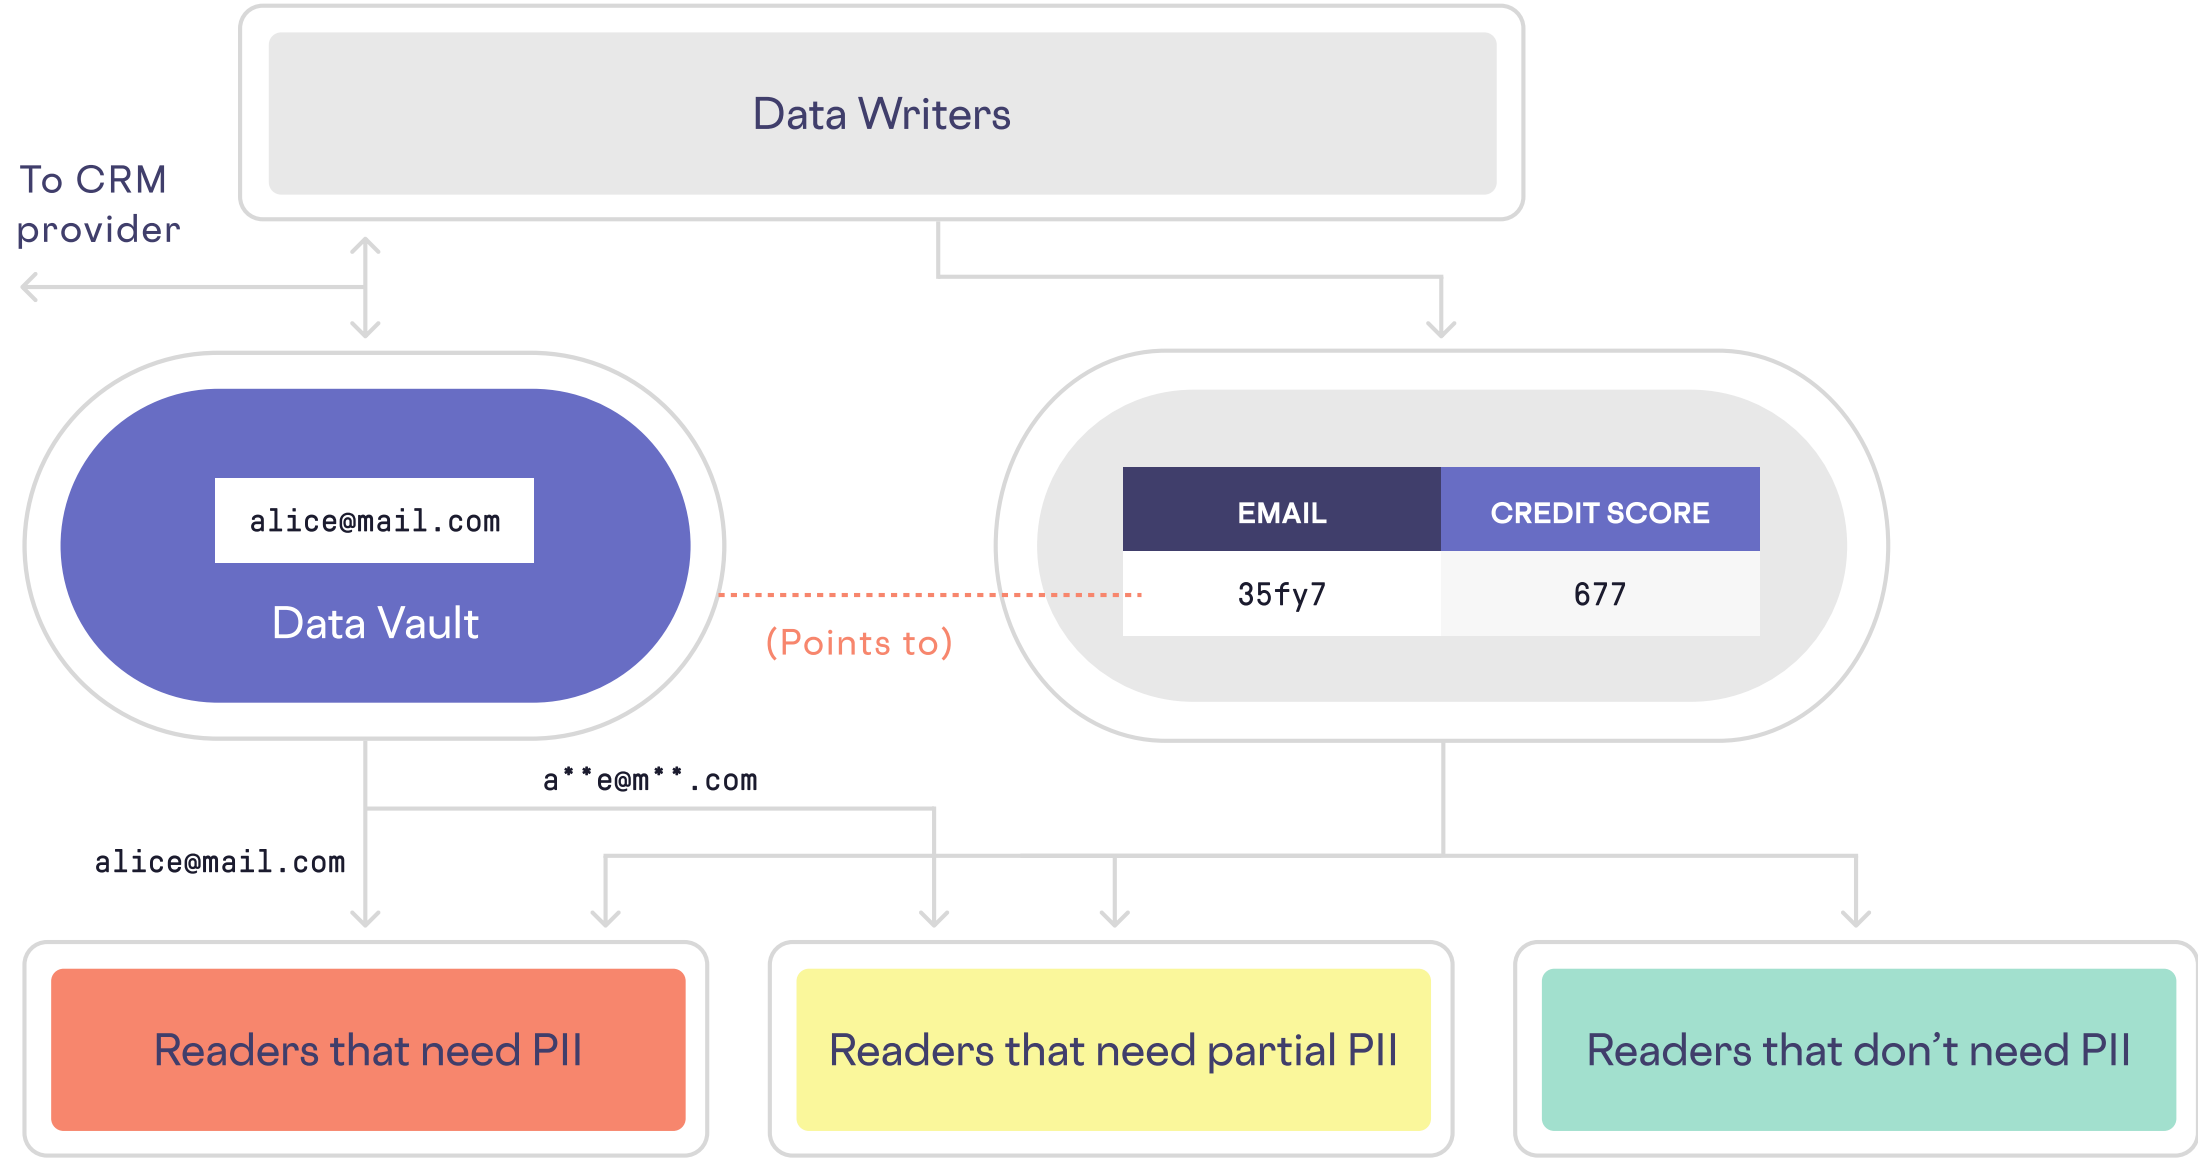 Data Writers
To CRM
provider
alice@mail.com
Data Vault
(Points to)
EMAIL CREDIT SCORE
35fy7 677
a**e@m**.com
alice@mail.com
Readers that need PII
Readers that need partial PII
Readers that don’t need PII